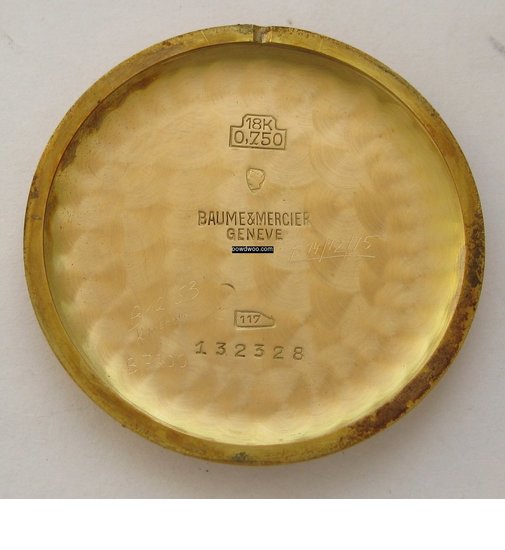 18K
0,750
BAUME&MERCIER
GENEVE
powdwoo.com
117
132328